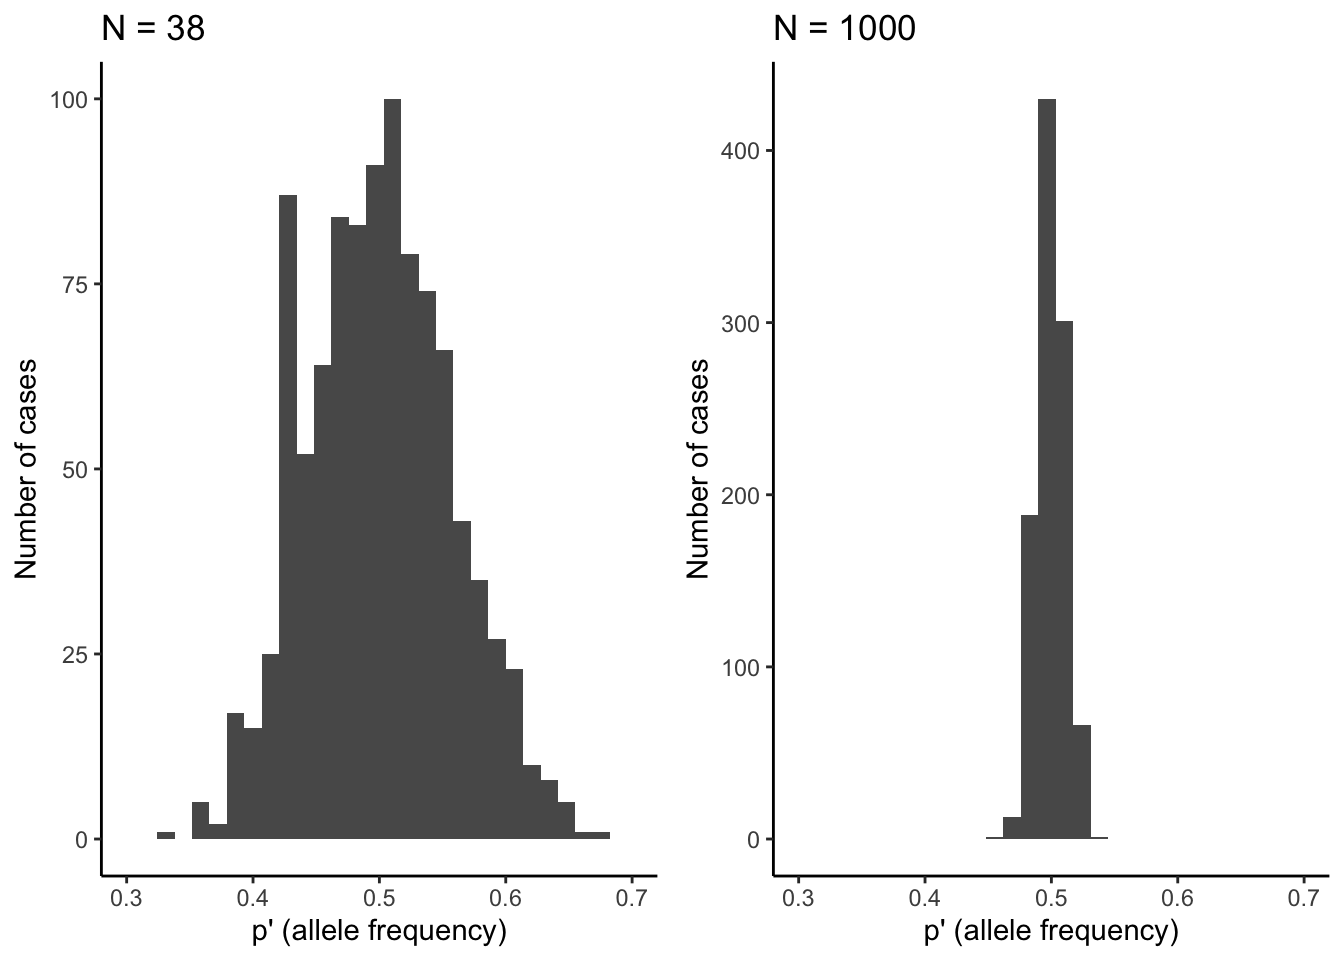 N = 38
100
75
50
25
0
Number of cases
0.3 0.4 0.5 0.6 0.7
p' (allele frequency)
N = 1000
400
300
200
100
0
Number of cases
0.3 0.4 0.5 0.6 0.7
p' (allele frequency)